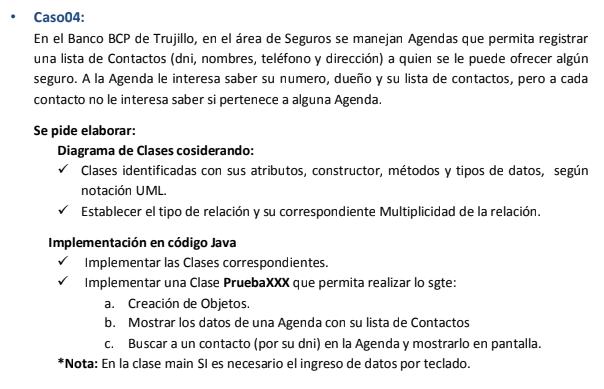 • Caso04:
En el Banco BCP de Trujillo, en el área de Seguros se manejan Agendas que permita registrar
una lista de Contactos (dni, nombres, teléfono y dirección) a quien se le puede ofrecer algún
seguro. A la Agenda le interesa saber su numero, dueño y su lista de contactos, pero a cada
contacto no le interesa saber si pertenece a alguna Agenda.
Se pide elaborar:
Diagrama de Clases cosiderando:
✓ Clases identificadas con sus atributos, constructor, métodos y tipos de datos, según
notación UML.
✓ Establecer el tipo de relación y su correspondiente Multiplicidad de la relación.
Implementación en código Java
✓ Implementar las Clases correspondientes.
✓ Implementar una Clase PruebaXXX que permita realizar lo sgte:
a. Creación de Objetos.
b. Mostrar los datos de una Agenda con su lista de Contactos
c. Buscar a un contacto (por su dni) en la Agenda y mostrarlo en pantalla.
*Nota: En la clase main SI es necesario el ingreso de datos por teclado.